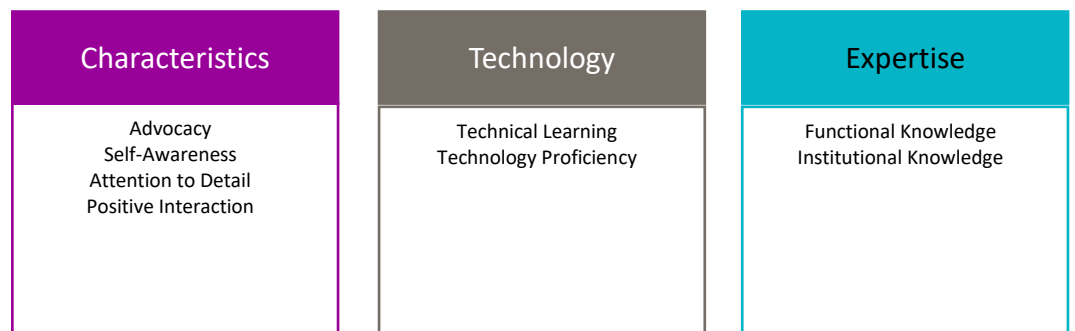 Characteristics
Advocacy
Self-Awareness
Attention to Detail
Positive Interaction
Technology
Technical Learning
Technology Proficiency
Expertise
Functional Knowledge
Institutional Knowledge